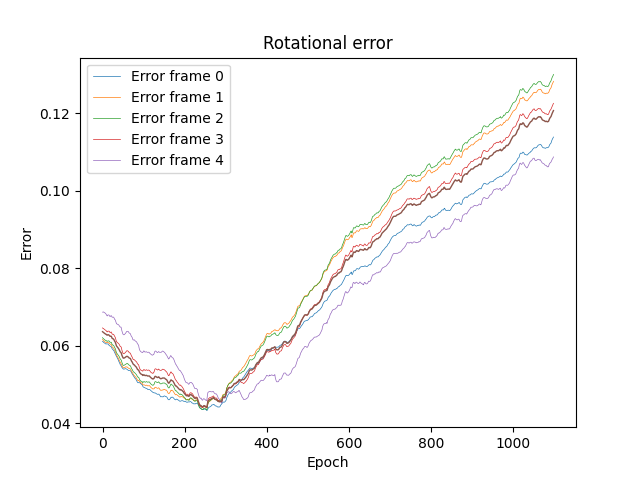 Rotational error
Error frame 0
Error frame 1
Error frame 2
Error frame 3
Error frame 4
0.12
0.10
0.08
0.06
0.04
Error
0 200 400 600 800 1000
Epoch